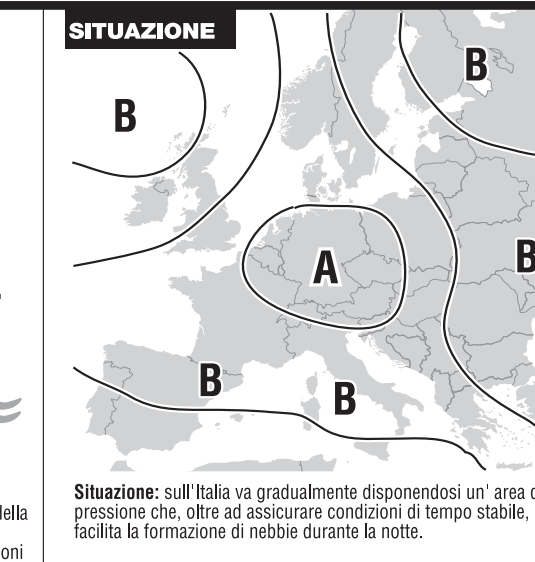 SITUAZIONE
B
B
A
B
B
B
Situazione: sull'Italia va gradualmente disponendosi un' area
pressione che, oltre ad assicurare condizioni di tempo stabile,
facilita la formazione di nebbie durante la notte.
della
oni